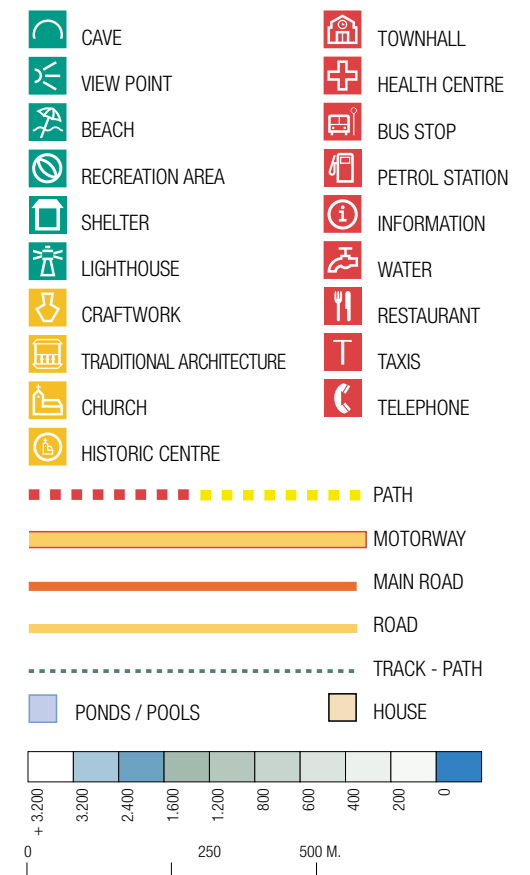 CAVE
VIEW POINT
BEACH
RECREATION AREA
SHELTER
LIGHTHOUSE
CRAFTWORK
TRADITIONAL ARCHITECTURE
CHURCH
HISTORIC CENTRE
TOWNHALL
HEALTH CENTRE
BUS STOP
PETROL STATION
i INFORMATION
WATER
RESTAURANT
T TAXIS
TELEPHONE
PATH
MOTORWAY
MAIN ROAD
ROAD
TRACK - PATH
PONDS / POOLS
HOUSE
+ 3.200
3.200
2.400
1.600
1.200
800
600
400
200
0
0 250 500 M.